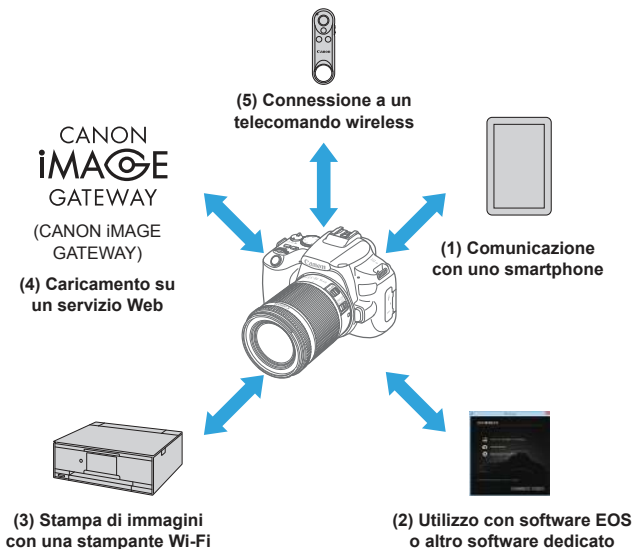 Canon
(5) Connessione a un
telecomando wireless
CANON
iMAGE
GATEWAY
(CANON iMAGE
GATEWAY)
(4) Caricamento su
un servizio Web
(1) Comunicazione
con uno smartphone
Canon
(3) Stampa di immagini
con una stampante Wi-Fi
(2) Utilizzo con software EOS
o altro software dedicato